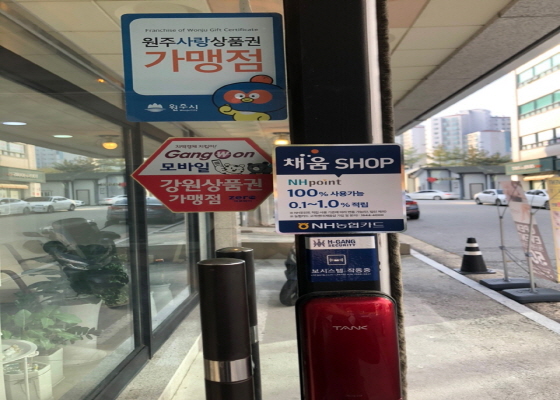 Franchise of Wonju Gift Certificate
원주사랑상품권
가맹점
원주시
GangWon
모바일
강원상품권
가맹점
채움 SHOP
NHpoint
100% 사용가능
0.1~1.0% 적립
NH농협카드
H-GANG
SECURITY
TANK